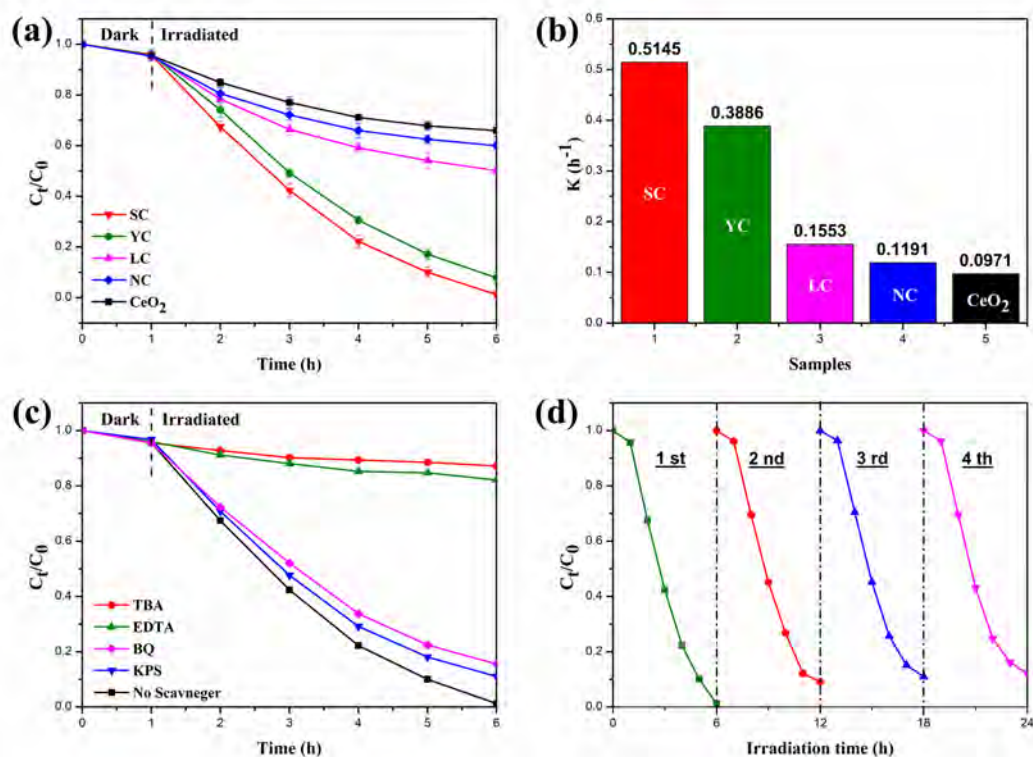 (a)
Dark
Irradiated
1.0
0.8
0.6
0.4
0.2
0.0
Ct/C0
SC
YC
LC
NC
CeO2
0 1 2 3 4 5 6
Time (h)
(b)
0.6
0.5
0.4
0.3
0.2
0.1
0.0
K (h-1)
0.5145
0.3886
0.1553
0.1191
0.0971
SC
YC
LC
NC
CeO2
1 2 3 4 5
Samples
(c)
Dark
Irradiated
1.0
0.8
0.6
0.4
0.2
0.0
Ct/C0
TBA
EDTA
BQ
KPS
No Scavneger
0 1 2 3 4 5 6
Time (h)
(d)
1.0
0.8
0.6
0.4
0.2
0.0
Ct/C0
1 st
2 nd
3 rd
4 th
0 6 12 18 24
Irradiation time (h)